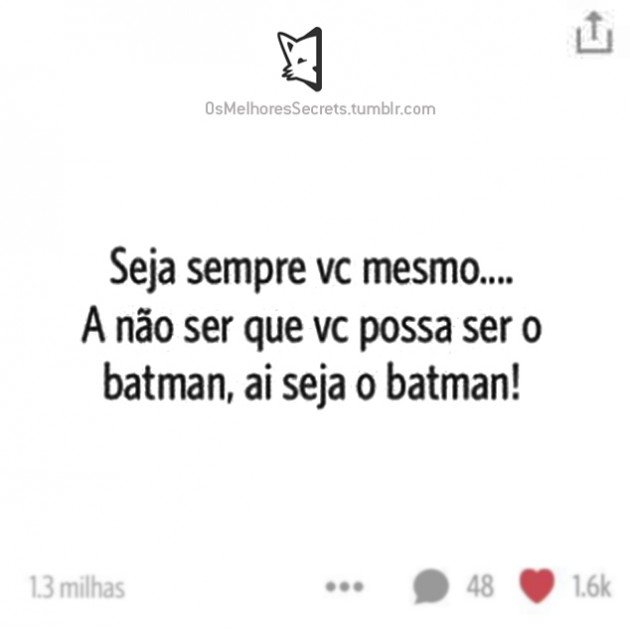 OsMelhoresSecrets.tumblr.com
Seja sempre vc mesmo....
A não ser que vc possa ser o
batman, ai seja o batman!
1.3 milhas ••• 48 1.6k